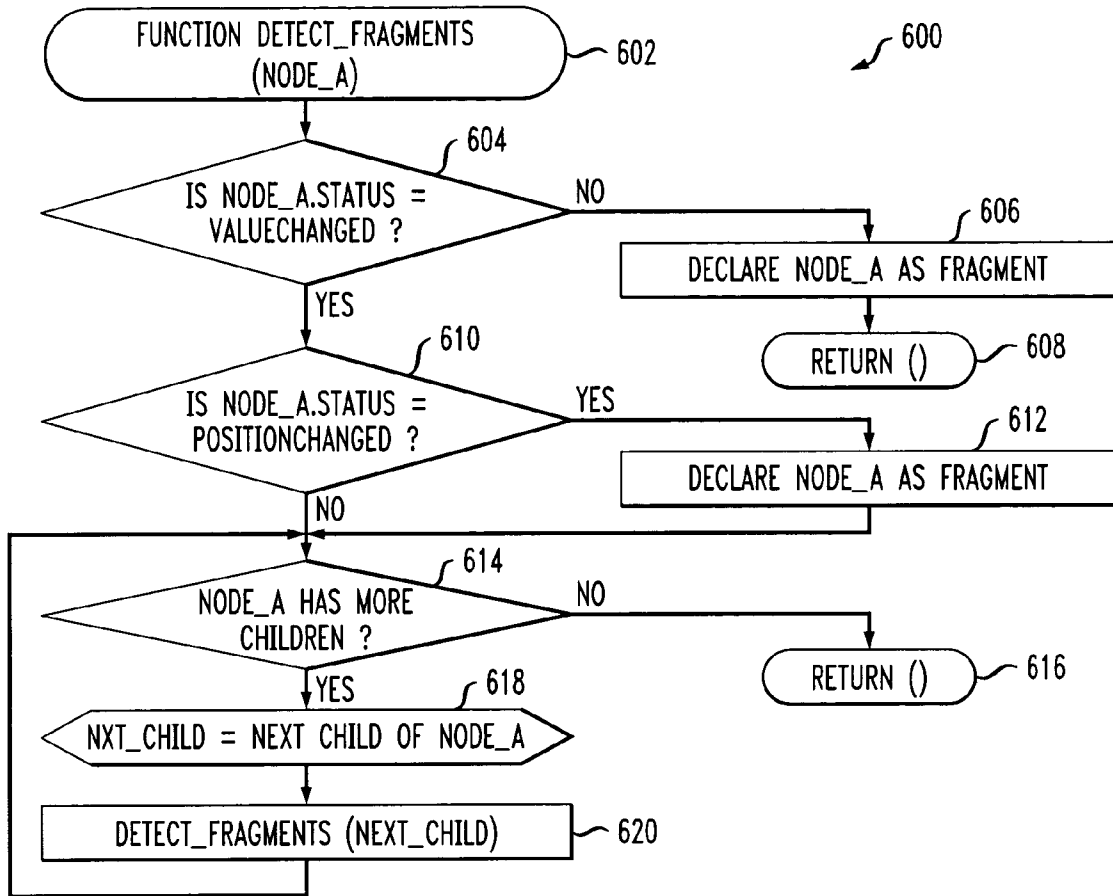 FUNCTION DETECT_FRAGMENTS
(NODE_A)
602
600
604
IS NODE_A.STATUS =
VALUECHANGED ?
NO
YES
606
DECLARE NODE_A AS FRAGMENT
RETURN ()
608
610
IS NODE_A.STATUS =
POSITIONCHANGED ?
YES
NO
612
DECLARE NODE_A AS FRAGMENT
614
NODE_A HAS MORE
CHILDREN ?
NO
YES
RETURN ()
616
618
NXT_CHILD = NEXT CHILD OF NODE_A
DETECT_FRAGMENTS (NEXT_CHILD)
620